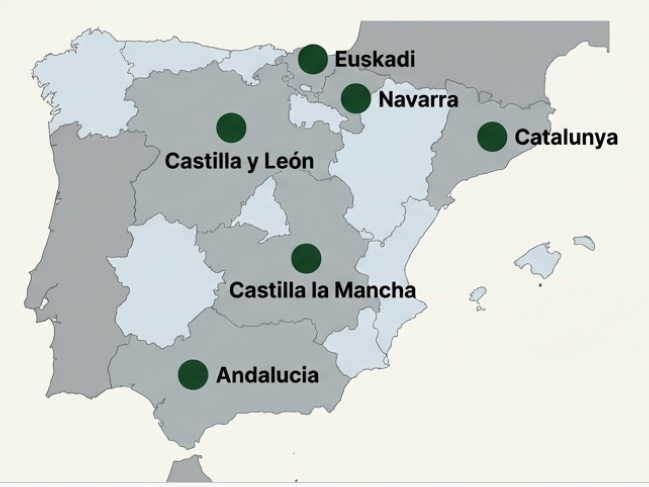 Euskadi
Navarra
Catalunya
Castilla y León
Castilla la Mancha
Andalucia